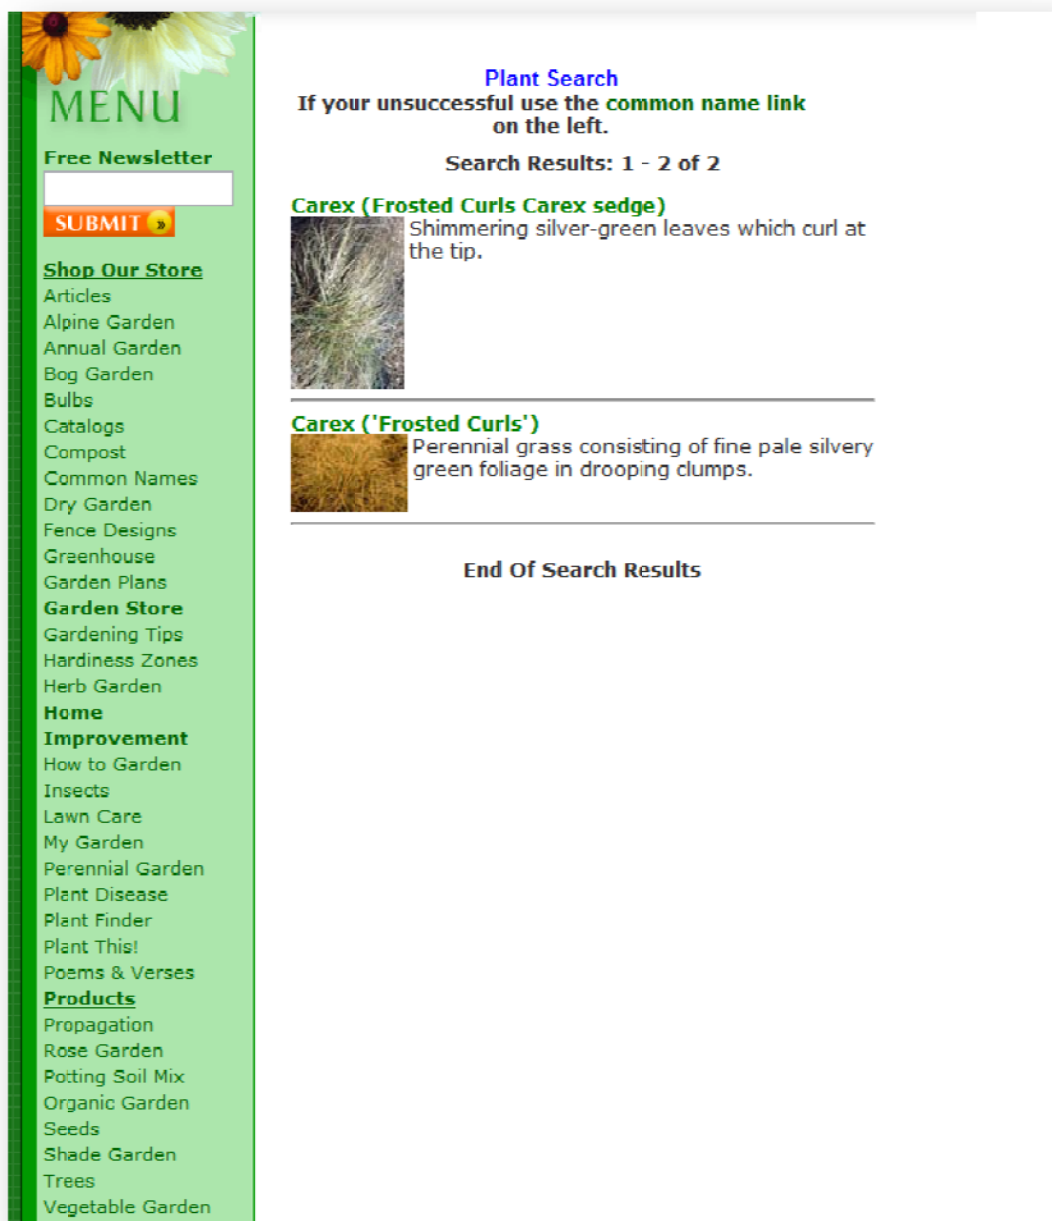 MENU
Free Newsletter
SUBMIT »
Shop Our Store
Articles
Alpine Garden
Annual Garden
Bog Garden
Bulbs
Catalogs
Compost
Common Names
Dry Garden
Fence Designs
Greenhouse
Garden Plans
Garden Store
Gardening Tips
Hardiness Zones
Herb Garden
Home
Improvement
How to Garden
Insects
Lawn Care
My Garden
Perennial Garden
Plant Disease
Plant Finder
Plant This!
Poems & Verses
Products
Propagation
Rose Garden
Potting Soil Mix
Organic Garden
Seeds
Shade Garden
Trees
Vegetable Garden
Plant Search
If your unsuccessful use the common name link
on the left.
Search Results: 1 - 2 of 2
Carex (Frosted Curls Carex sedge)
Shimmering silver-green leaves which curl at
the tip.
Carex ('Frosted Curls')
Perennial grass consisting of fine pale silvery
green foliage in drooping clumps.
End Of Search Results